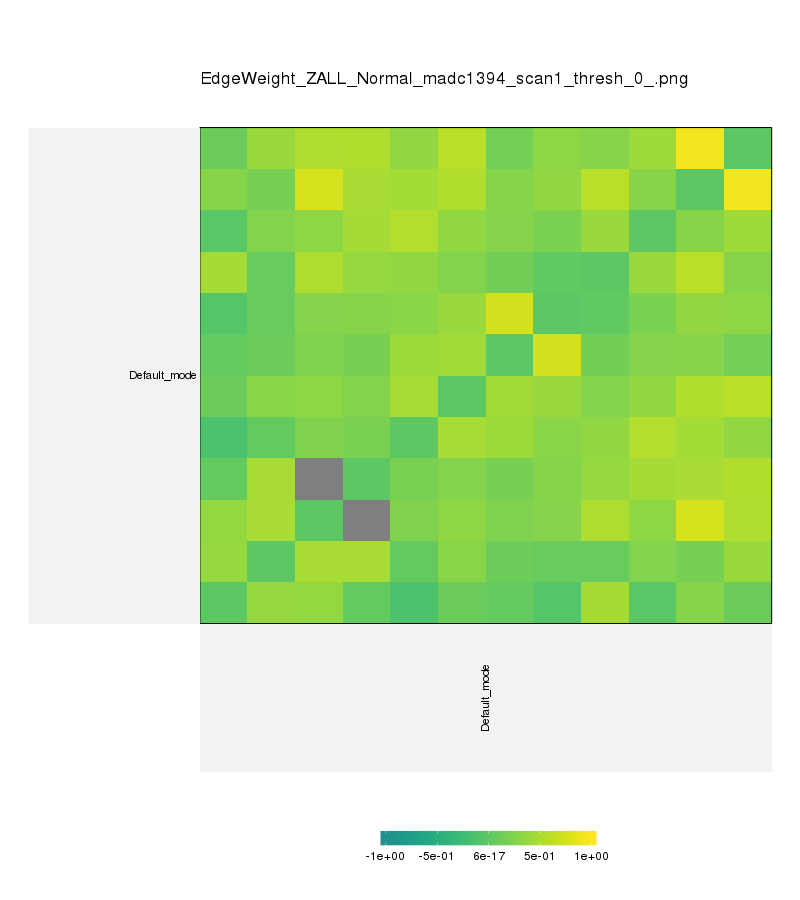 EdgeWeight_ZALL_Normal_madc1394_scan1_thresh_0_.png
Default_mode
Default_mode
-1e+00 -5e-01 6e-17 5e-01 1e+00